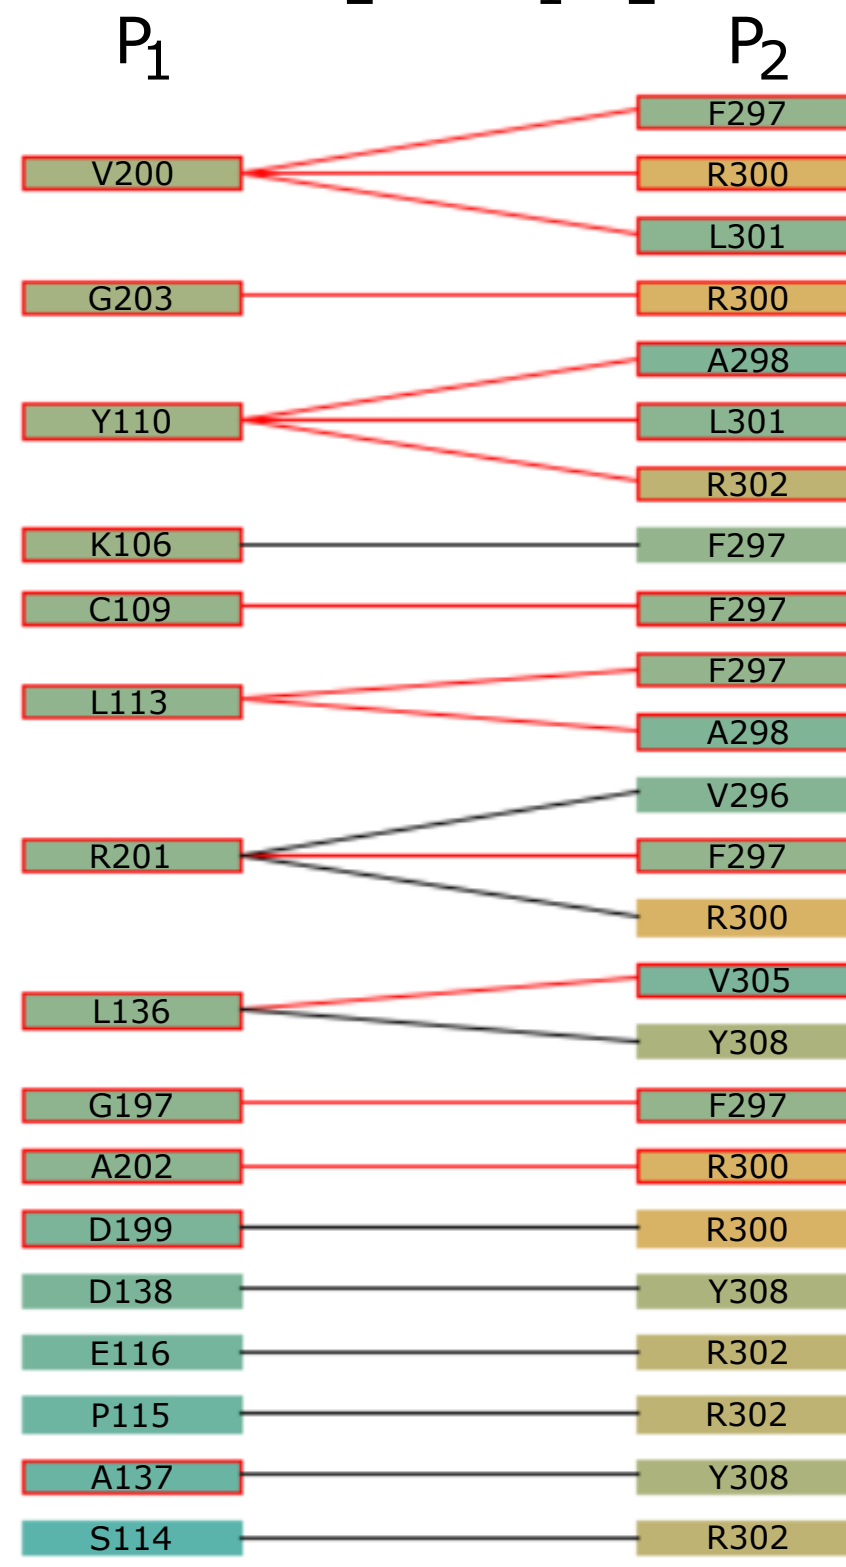 P1 P2
F297
V200 R300
L301
G203 R300
A298
Y110 L301
R302
K106 F297
C109 F297
F297
L113
A298
V296
R201 F297
R300
V305
L136
Y308
G197 F297
A202 R300
D199 R300
D138 Y308
E116 R302
P115 R302
A137 Y308
S114 R302